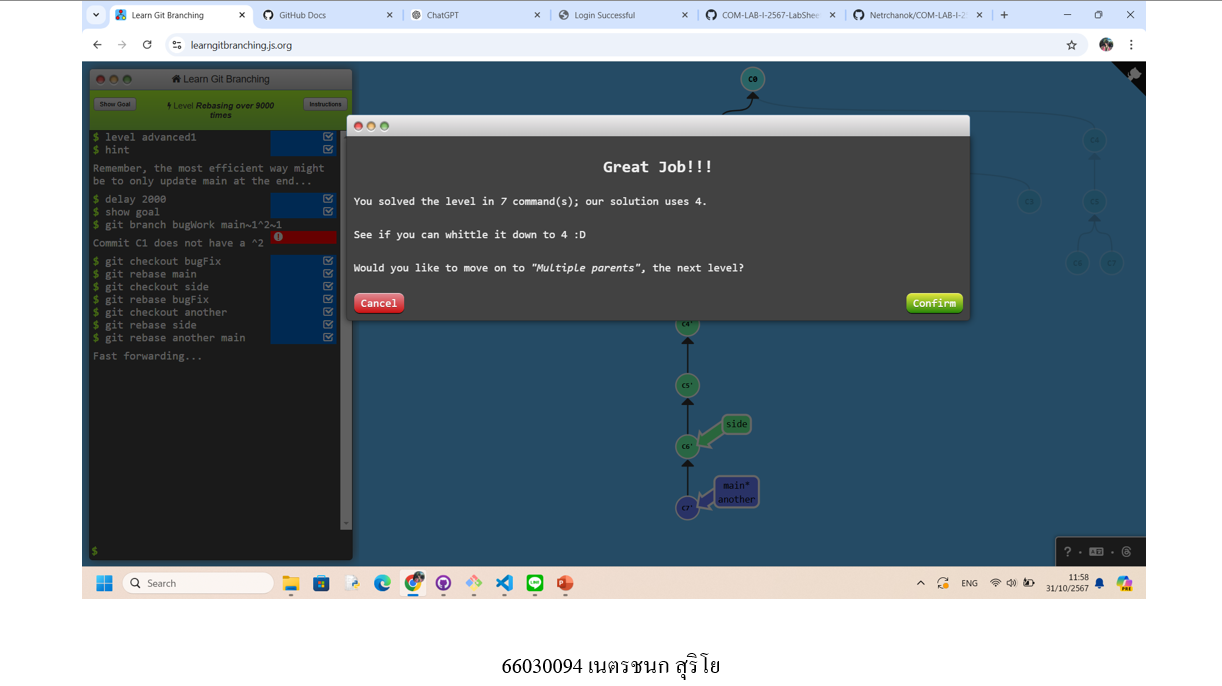 Learn Git Branching
GitHub Docs
ChatGPT
Login Successful
COM-LAB-I-2567-LabShee
Netrchanok/COM-LAB-I-2
learngitbranching.js.org
Learn Git Branching
Show Goal
Level Rebasing over 9000 times
Instructions
$ level advanced1
$ hint
Remember, the most efficient way might
be to only update main at the end...
$ delay 2000
$ show goal
$ git branch bugWork main~1^2~1
Commit C1 does not have a ^2
$ git checkout bugFix
$ git rebase main
$ git checkout side
$ git rebase bugFix
$ git checkout another
$ git rebase side
$ git rebase another main
Fast forwarding...
$
C0
Great Job!!!
You solved the level in 7 command(s); our solution uses 4.
See if you can whittle it down to 4 :D
Would you like to move on to "Multiple parents", the next level?
Cancel
Confirm
C4'
C5'
C6'
side
C7'
main*
another
Search
ENG
11:58
31/10/2567
PRE
66030094 เนตรชนก สุริโย